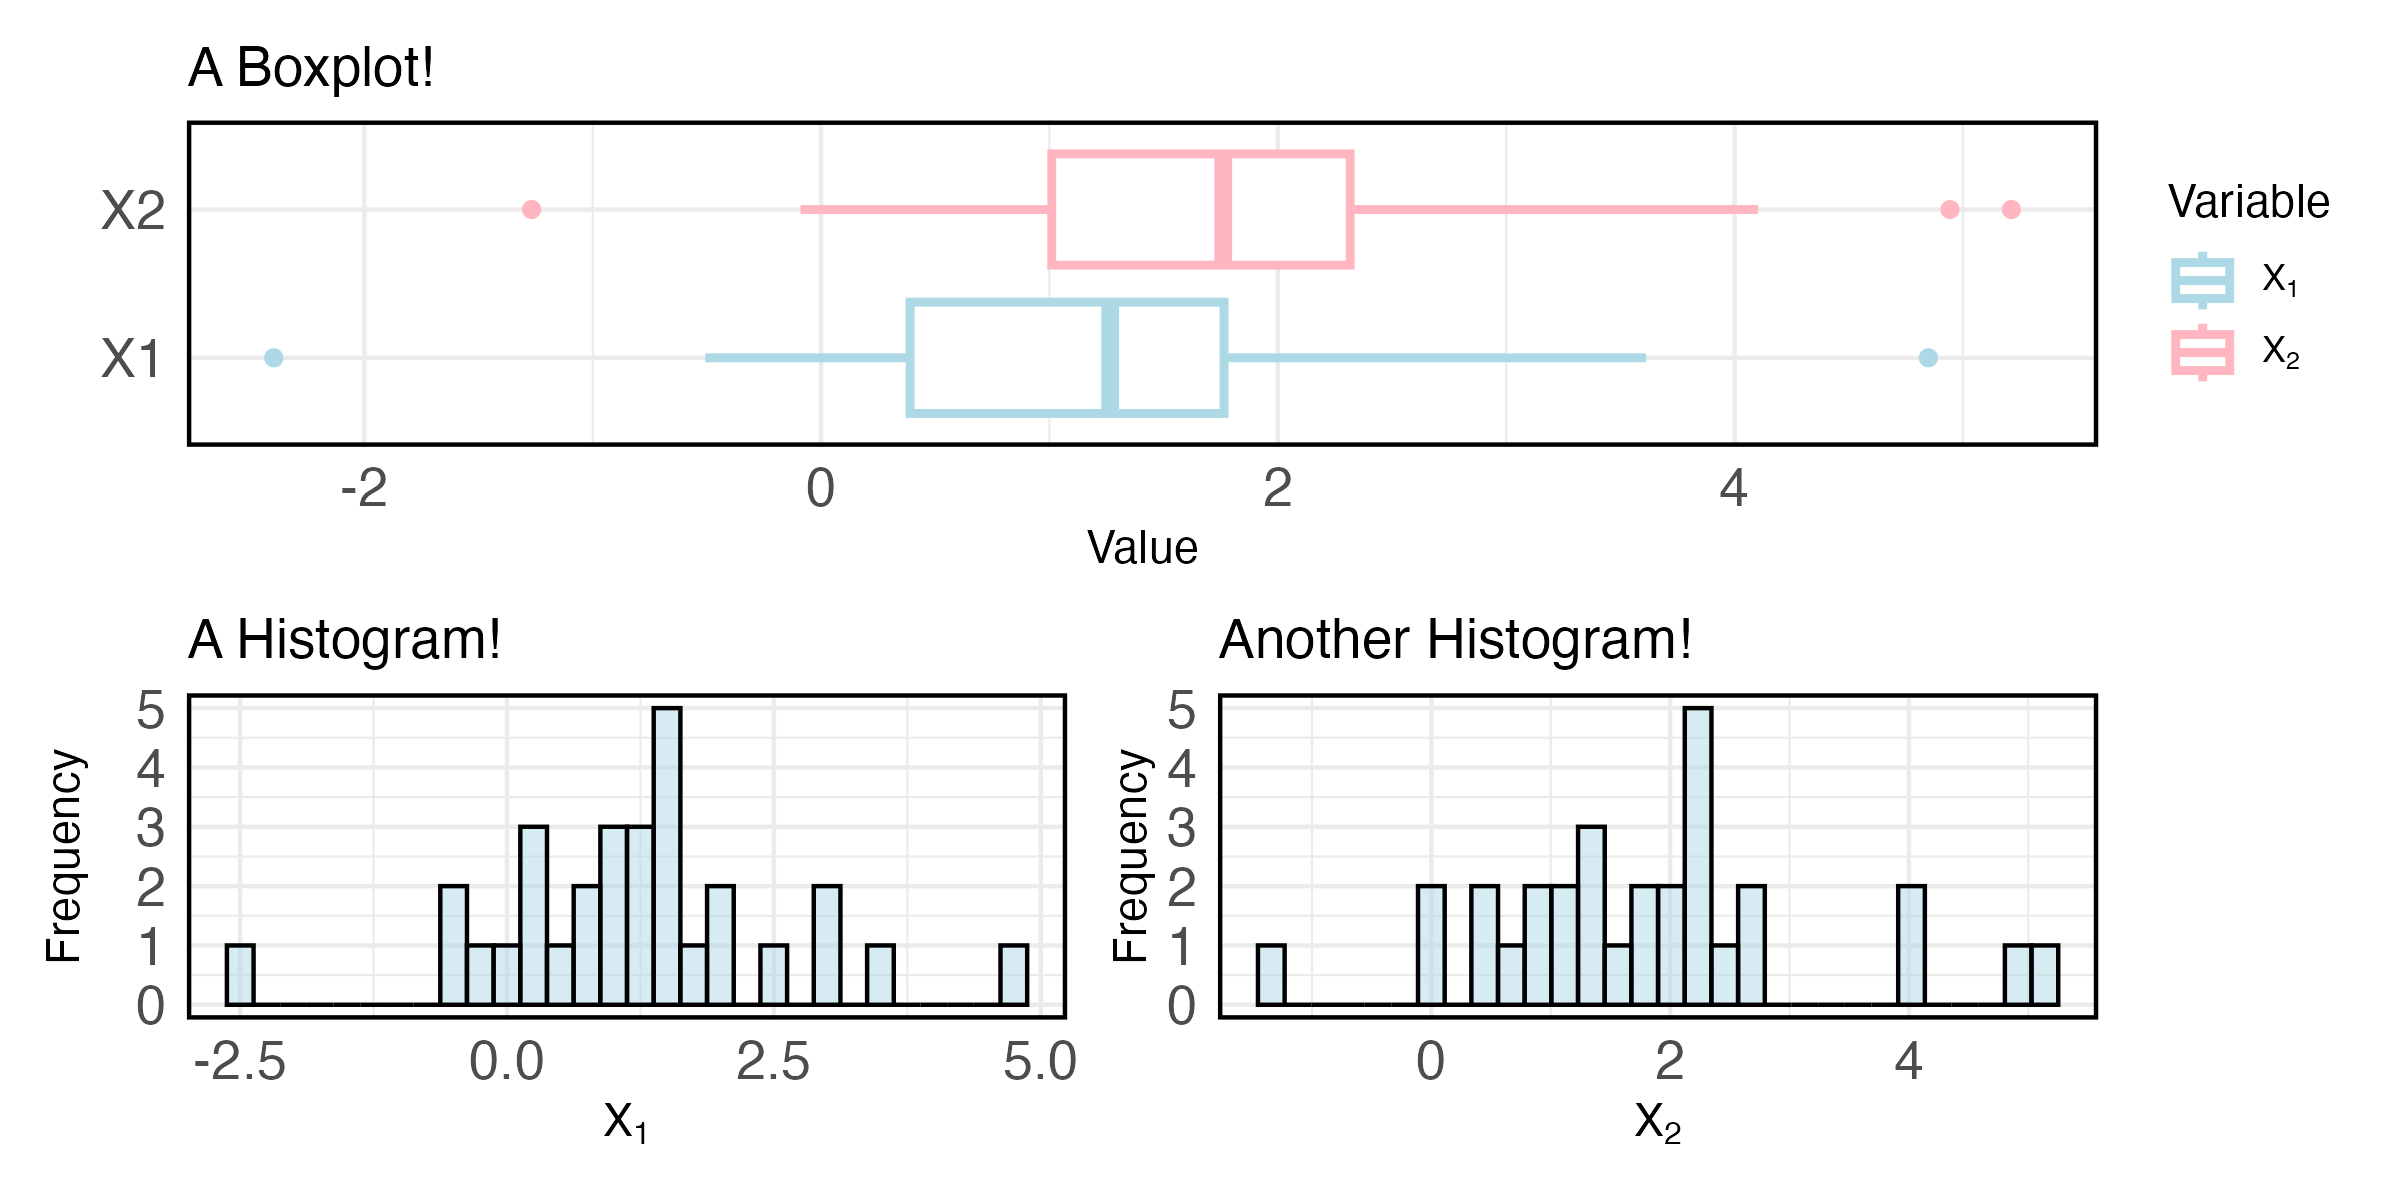 A Boxplot!
X2
X1
-2 0 2 4
Value
Variable
X₁
X₂
A Histogram!
Frequency
5
4
3
2
1
0
-2.5 0.0 2.5 5.0
X₁
Another Histogram!
Frequency
5
4
3
2
1
0
0 2 4
X₂